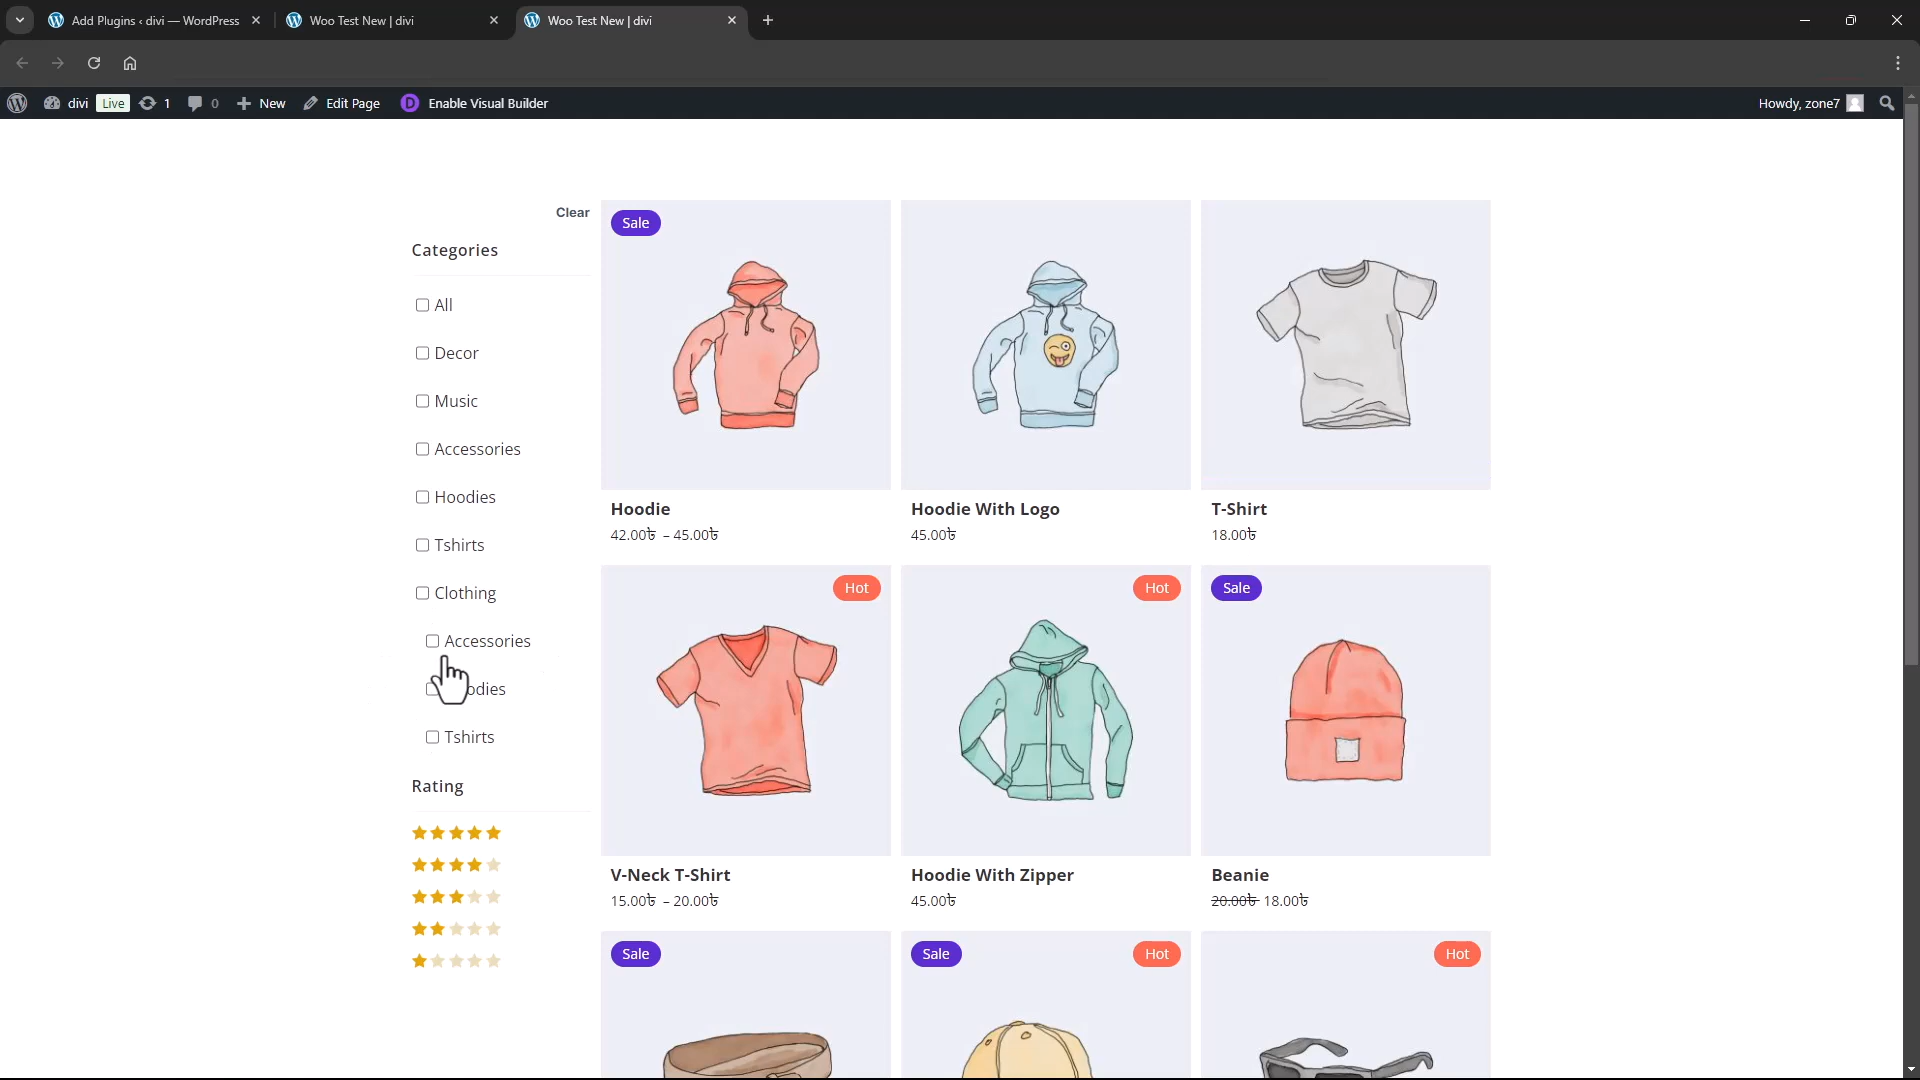 Add Plugins ‹ divi — WordPress
Woo Test New | divi
Woo Test New | divi
divi Live 1 0 New Edit Page D Enable Visual Builder
Howdy, zone7
Clear
Categories
All
Decor
Music
Accessories
Hoodies
Tshirts
Clothing
Accessories
odies
Tshirts
Rating
Sale
Hoodie
42.00৳ – 45.00৳
Hoodie With Logo
45.00৳
T-Shirt
18.00৳
Hot
V-Neck T-Shirt
15.00৳ – 20.00৳
Hot
Hoodie With Zipper
45.00৳
Sale
Beanie
20.00৳ 18.00৳
Sale
Sale
Hot
Hot